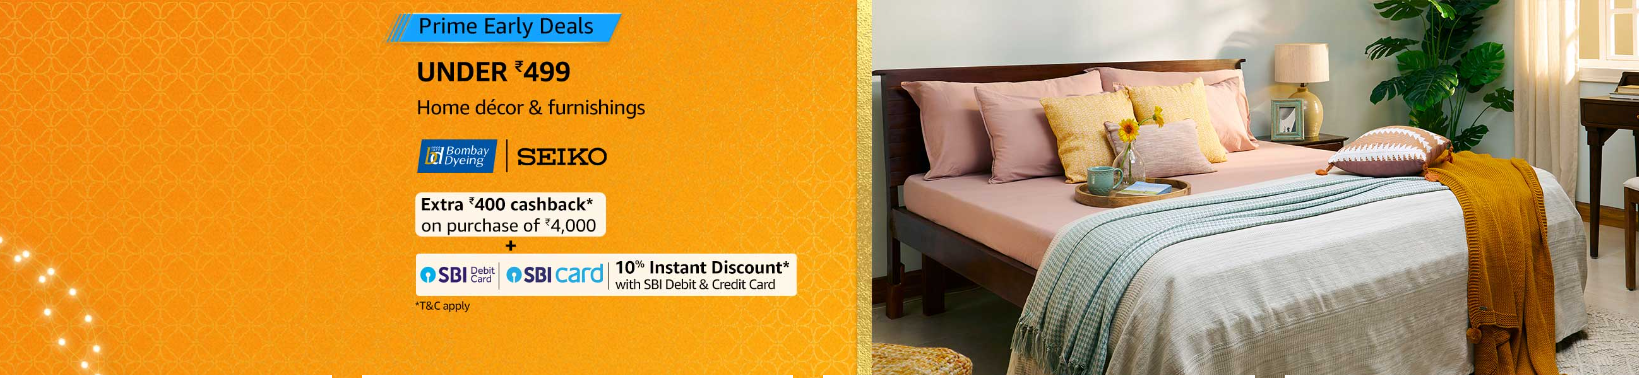 Prime Early Deals
UNDER ₹499
Home décor & furnishings
Bombay Dyeing | SEIKO
Extra ₹400 cashback*
on purchase of ₹4,000
+
SBI Debit Card | SBI card | 10% Instant Discount*
with SBI Debit & Credit Card
*T&C apply